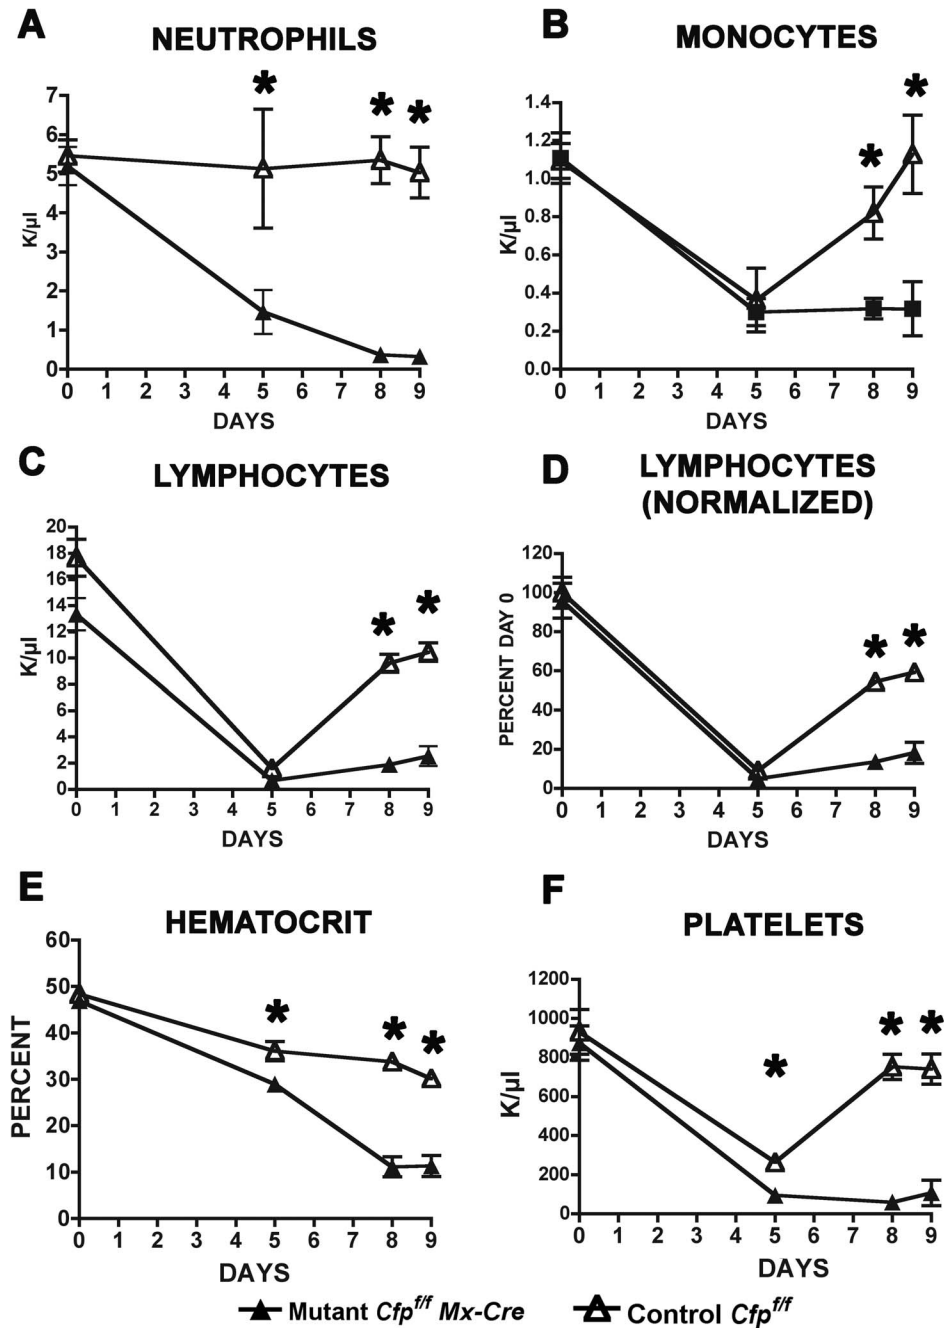 A
NEUTROPHILS
*
*
*
7
6
5
4
3
2
1
0
K/µl
0 1 2 3 4 5 6 7 8 9
DAYS
B
MONOCYTES
*
*
1.4
1.2
1.0
0.8
0.6
0.4
0.2
0.0
K/µl
0 1 2 3 4 5 6 7 8 9
DAYS
C
LYMPHOCYTES
*
*
20
18
16
14
12
10
8
6
4
2
0
K/µl
0 1 2 3 4 5 6 7 8 9
DAYS
D
LYMPHOCYTES
(NORMALIZED)
*
*
120
100
80
60
40
20
0
PERCENT DAY 0
0 1 2 3 4 5 6 7 8 9
DAYS
E
HEMATOCRIT
*
*
*
60
50
40
30
20
10
0
PERCENT
0 1 2 3 4 5 6 7 8 9
DAYS
F
PLATELETS
*
*
*
1200
1000
800
600
400
200
0
K/µl
0 1 2 3 4 5 6 7 8 9
DAYS
Mutant Cfp^f/f Mx-Cre
Control Cfp^f/f